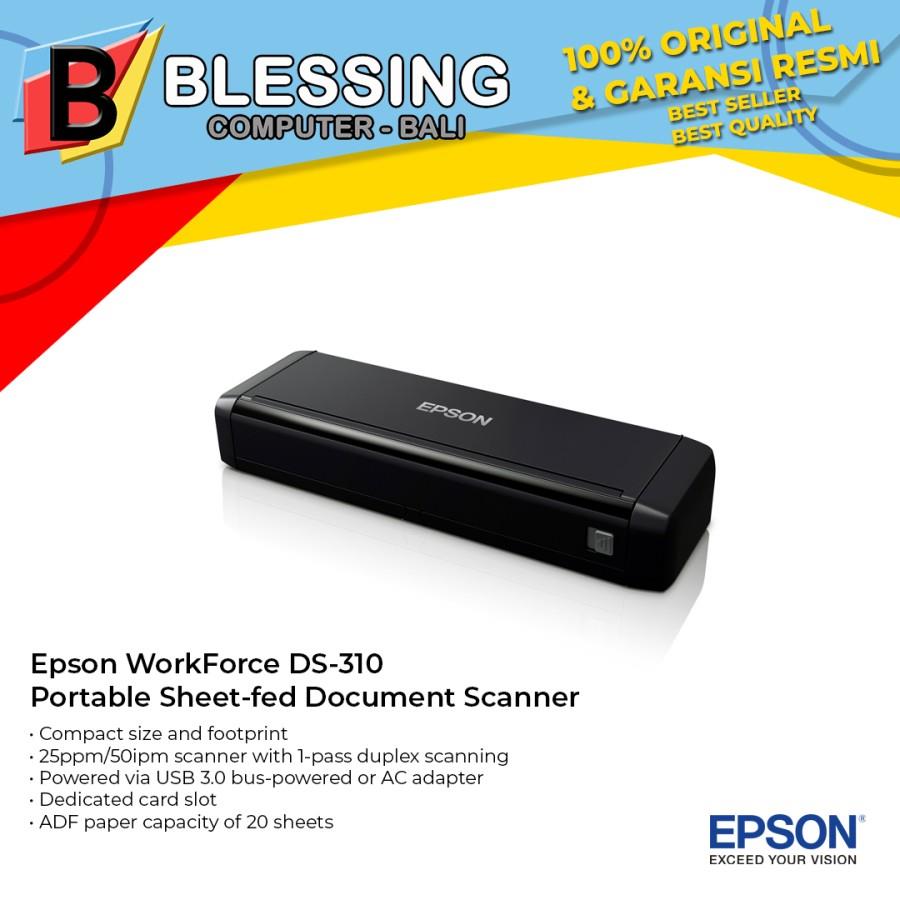 B
BLESSING
COMPUTER - BALI
100% ORIGINAL
& GARANSI RESMI
BEST SELLER
BEST QUALITY
EPSON
Epson WorkForce DS-310
Portable Sheet-fed Document Scanner
• Compact size and footprint
• 25ppm/50ipm scanner with 1-pass duplex scanning
• Powered via USB 3.0 bus-powered or AC adapter
• Dedicated card slot
• ADF paper capacity of 20 sheets
EPSON®
EXCEED YOUR VISION